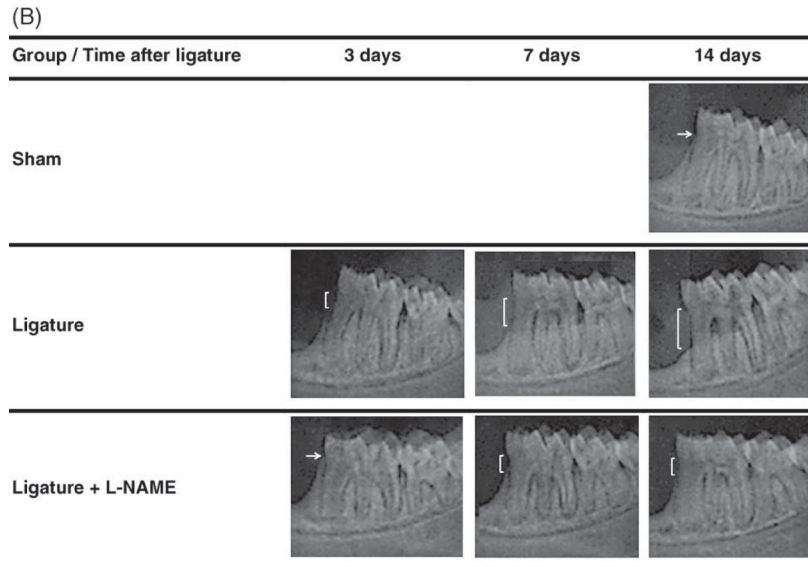 (B)
Group / Time after ligature 3 days 7 days 14 days
Sham
Ligature
Ligature + L-NAME